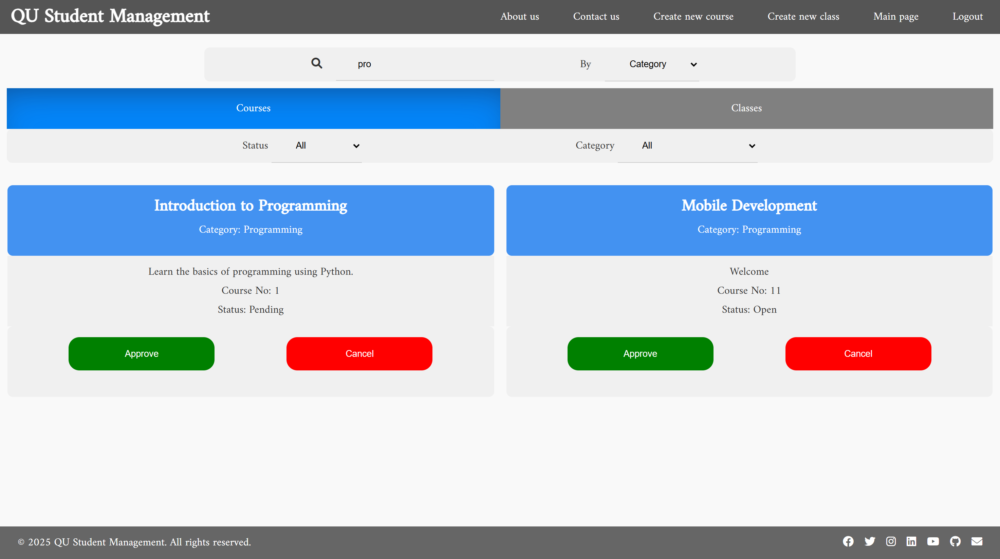 QU Student Management
About us Contact us Create new course Create new class Main page Logout
pro By Category
Courses Classes
Status All Category All
Introduction to Programming
Category: Programming
Learn the basics of programming using Python.
Course No: 1
Status: Pending
Approve Cancel
Mobile Development
Category: Programming
Welcome
Course No: 11
Status: Open
Approve Cancel
© 2025 QU Student Management. All rights reserved.